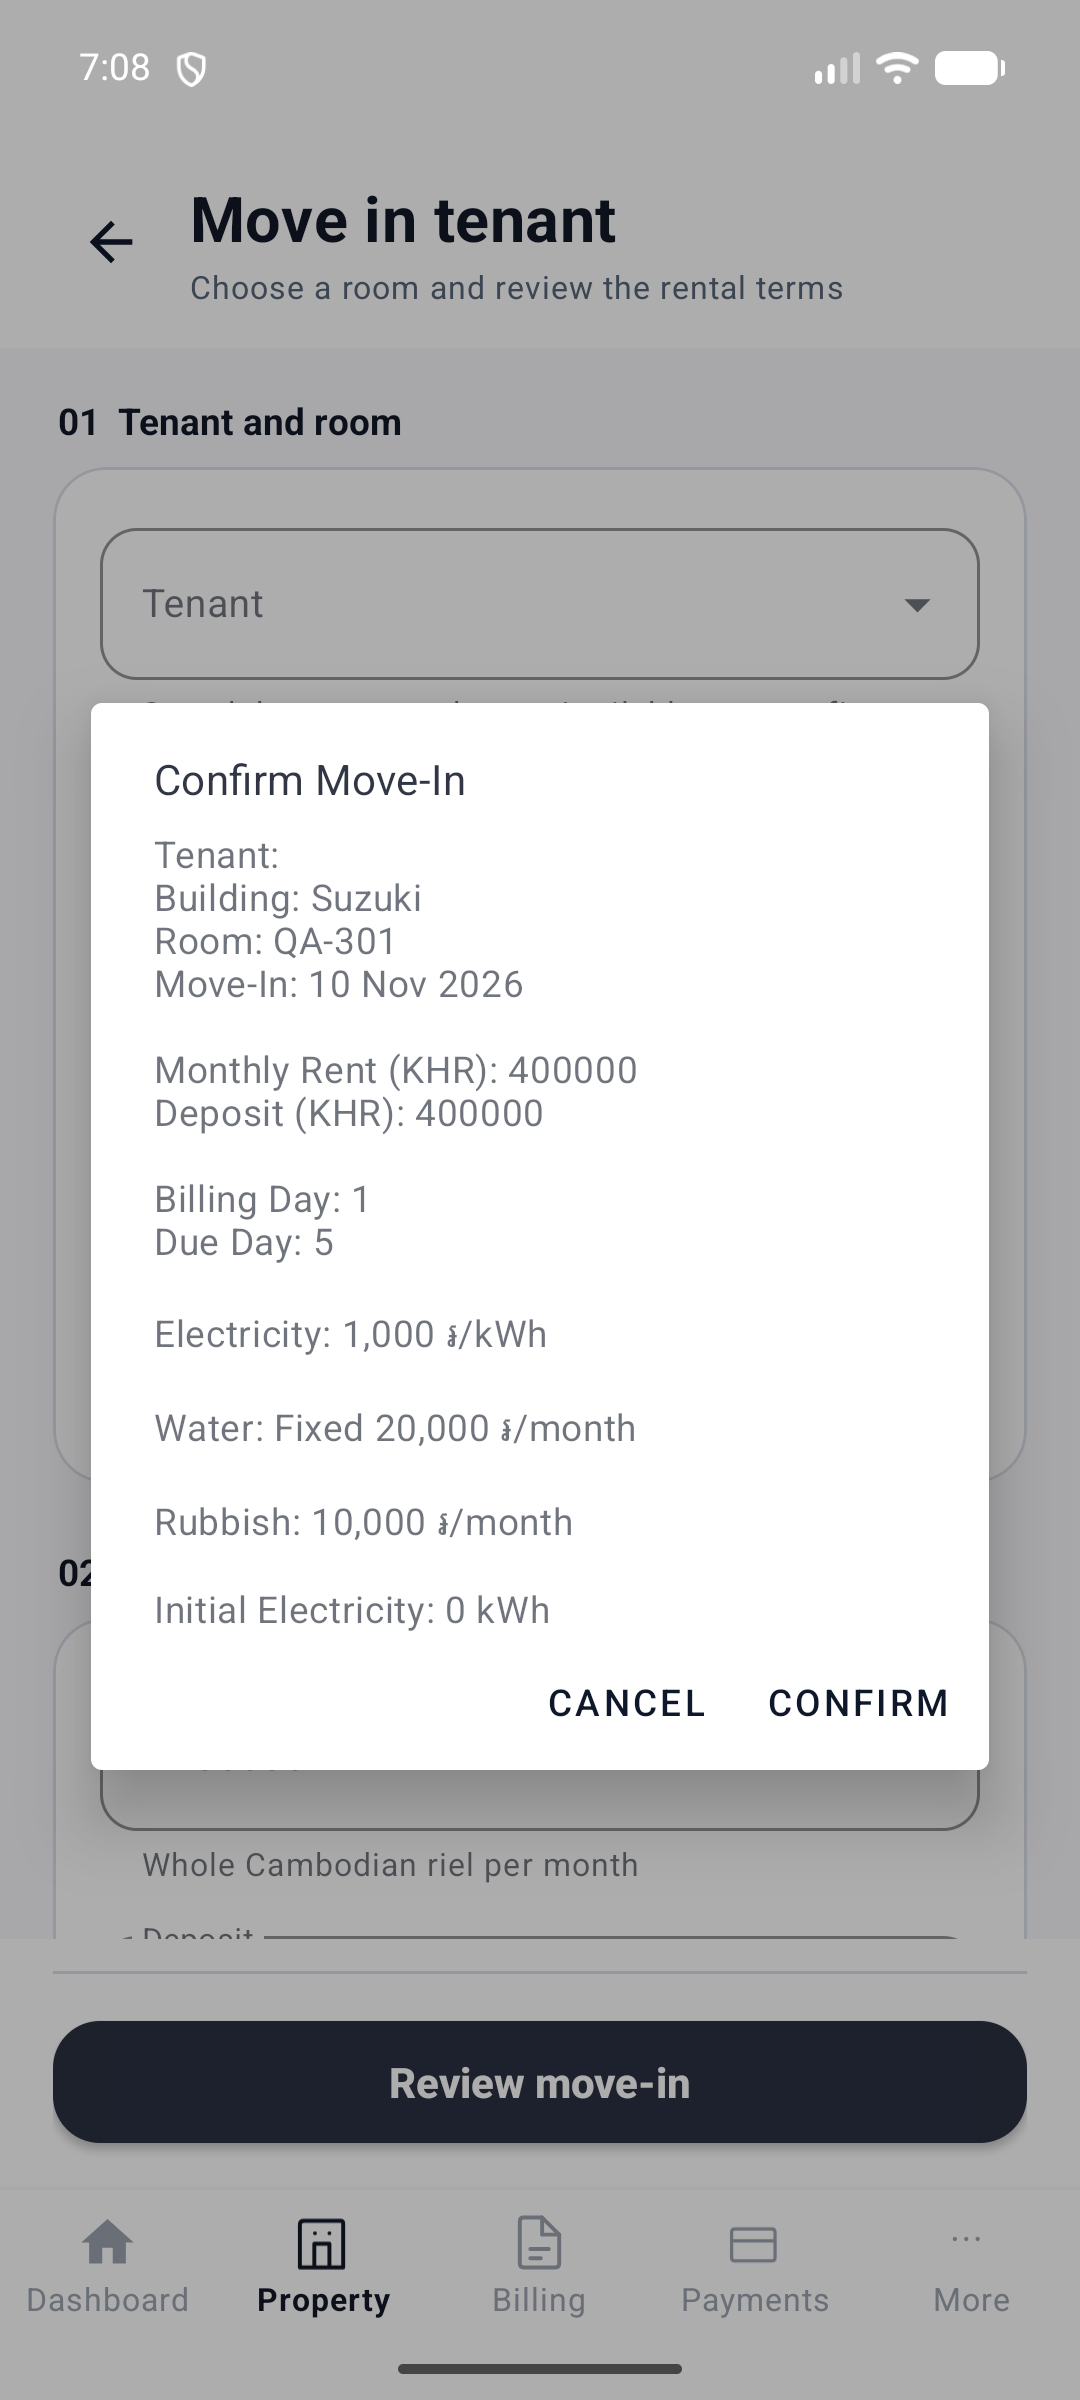 7:08
Move in tenant
Choose a room and review the rental terms
01 Tenant and room
Tenant
Confirm Move-In
Tenant:
Building: Suzuki
Room: QA-301
Move-In: 10 Nov 2026
Monthly Rent (KHR): 400000
Deposit (KHR): 400000
Billing Day: 1
Due Day: 5
Electricity: 1,000 ៛/kWh
Water: Fixed 20,000 ៛/month
Rubbish: 10,000 ៛/month
Initial Electricity: 0 kWh
CANCEL CONFIRM
02
Whole Cambodian riel per month
Deposit
Review move-in
Dashboard Property Billing Payments More